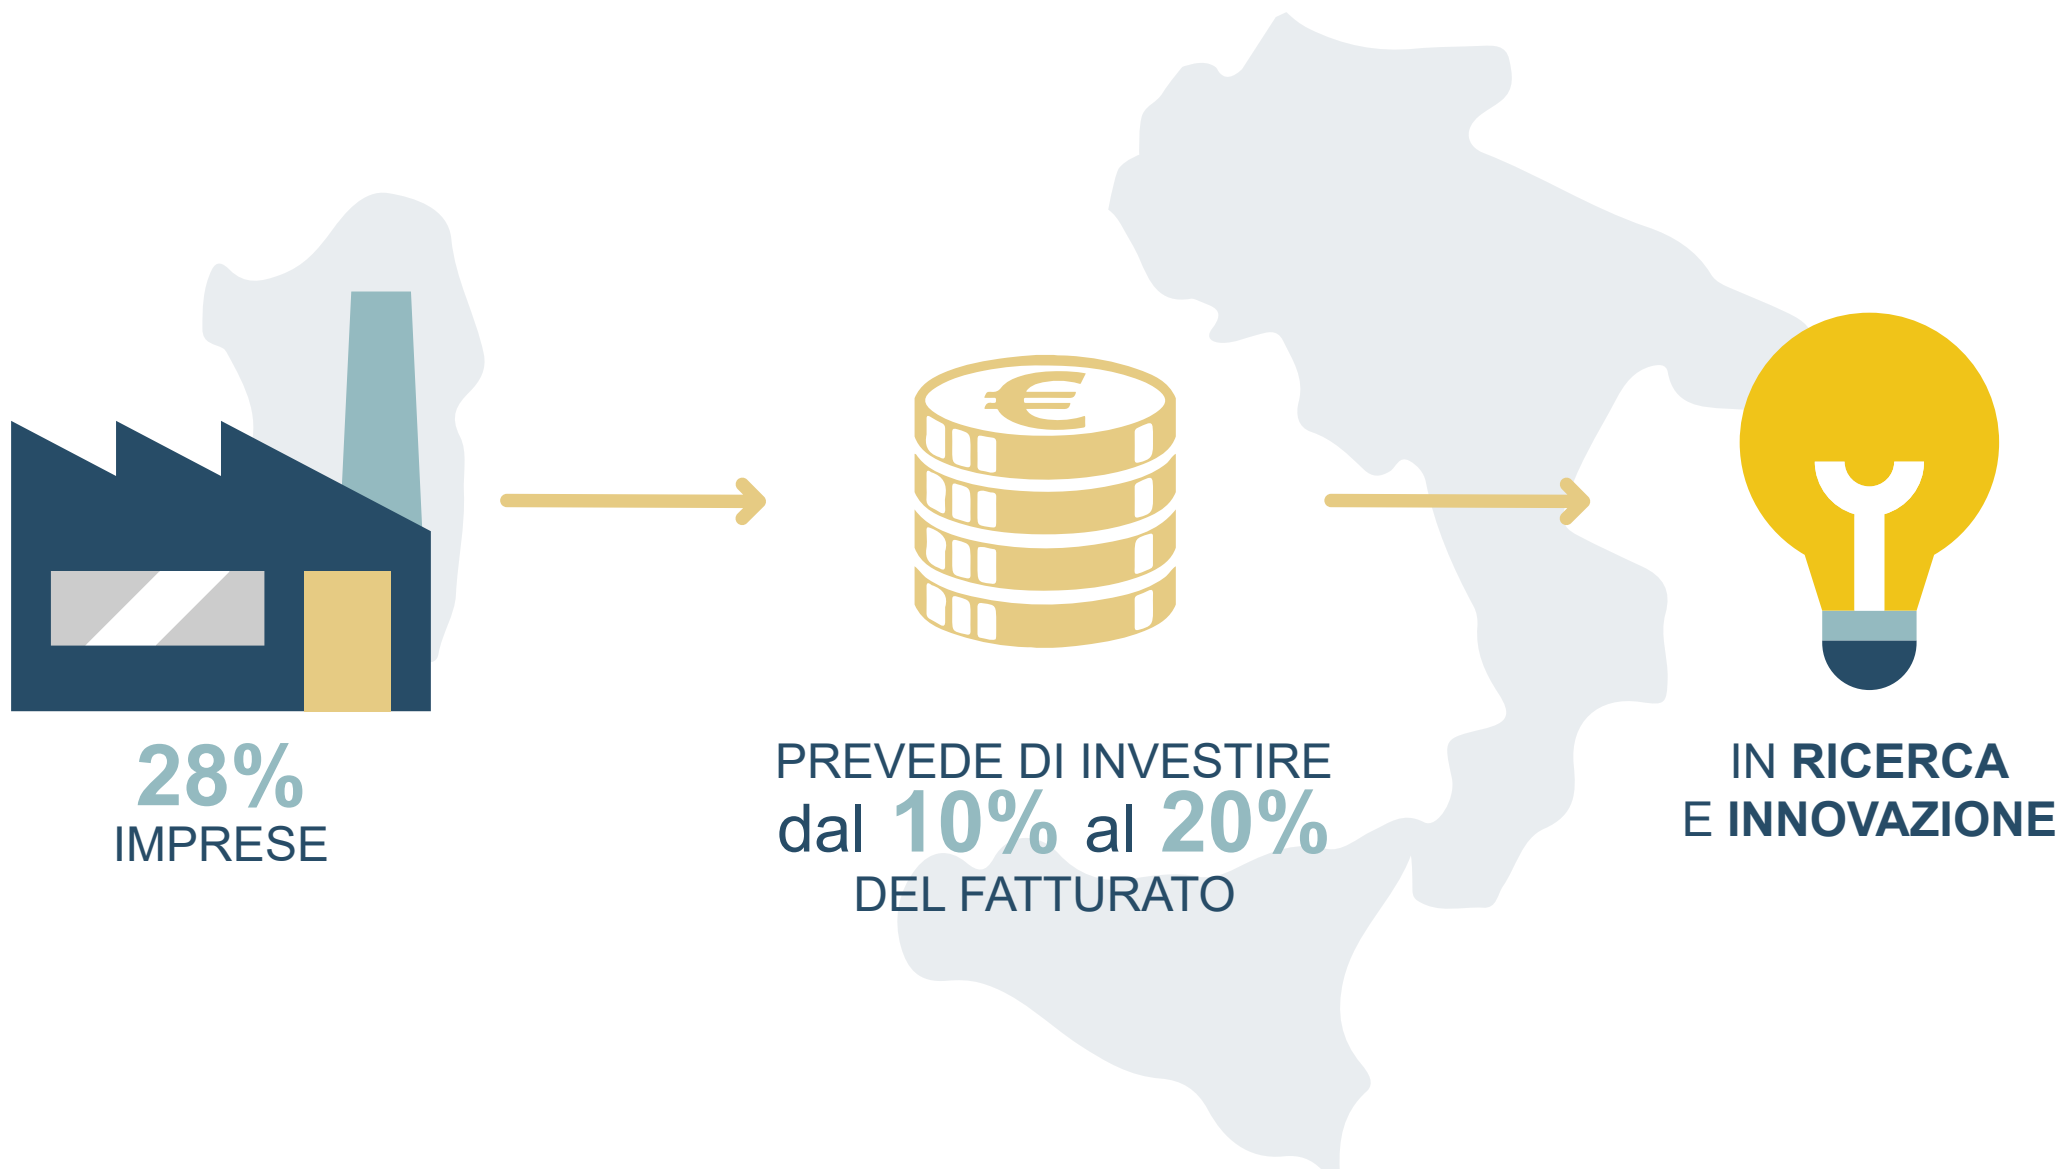 28%
IMPRESE
PREVEDE DI INVESTIRE
dal 10% al 20%
DEL FATTURATO
IN RICERCA
E INNOVAZIONE